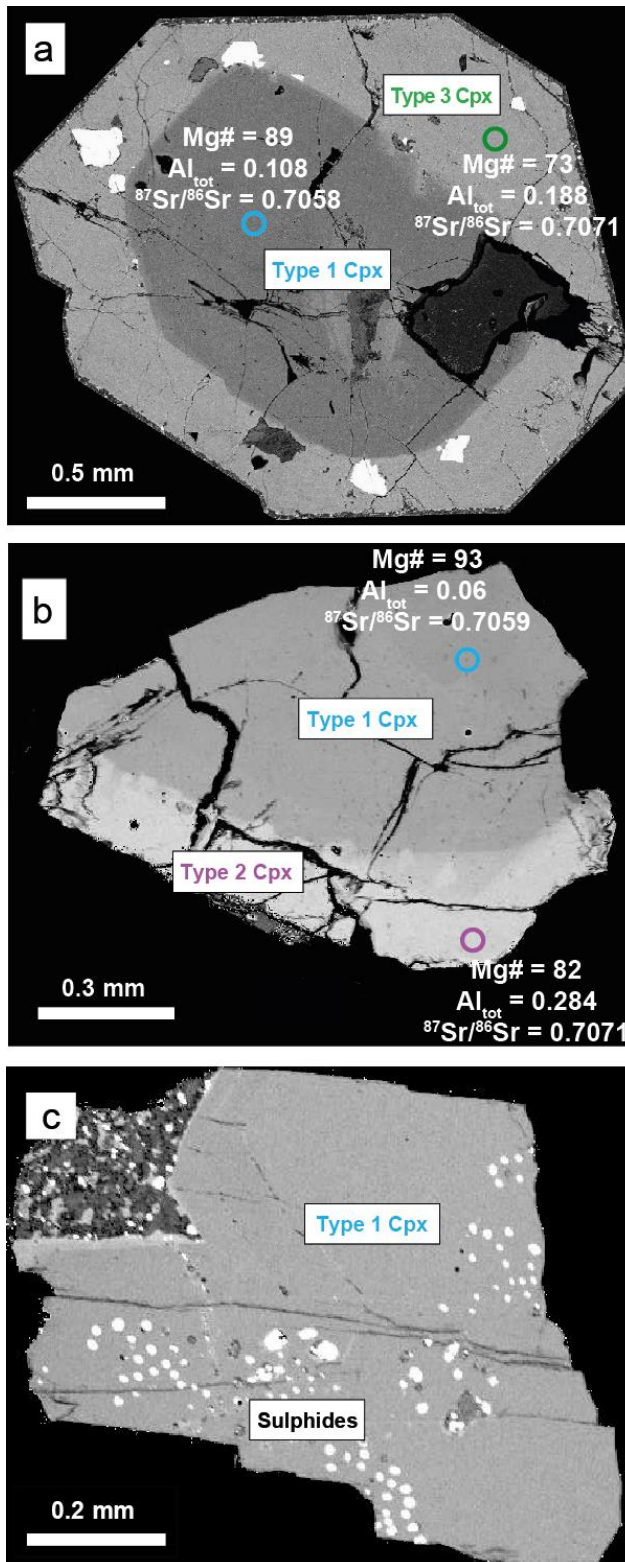 a
Type 3 Cpx
Mg# = 89
Al_tot = 0.108
⁸⁷Sr/⁸⁶Sr = 0.7058
Mg# = 73
Al_tot = 0.188
⁸⁷Sr/⁸⁶Sr = 0.7071
Type 1 Cpx
0.5 mm
b
Mg# = 93
Al_tot = 0.06
⁸⁷Sr/⁸⁶Sr = 0.7059
Type 1 Cpx
Type 2 Cpx
Mg# = 82
Al_tot = 0.284
⁸⁷Sr/⁸⁶Sr = 0.7071
0.3 mm
c
Type 1 Cpx
Sulphides
0.2 mm